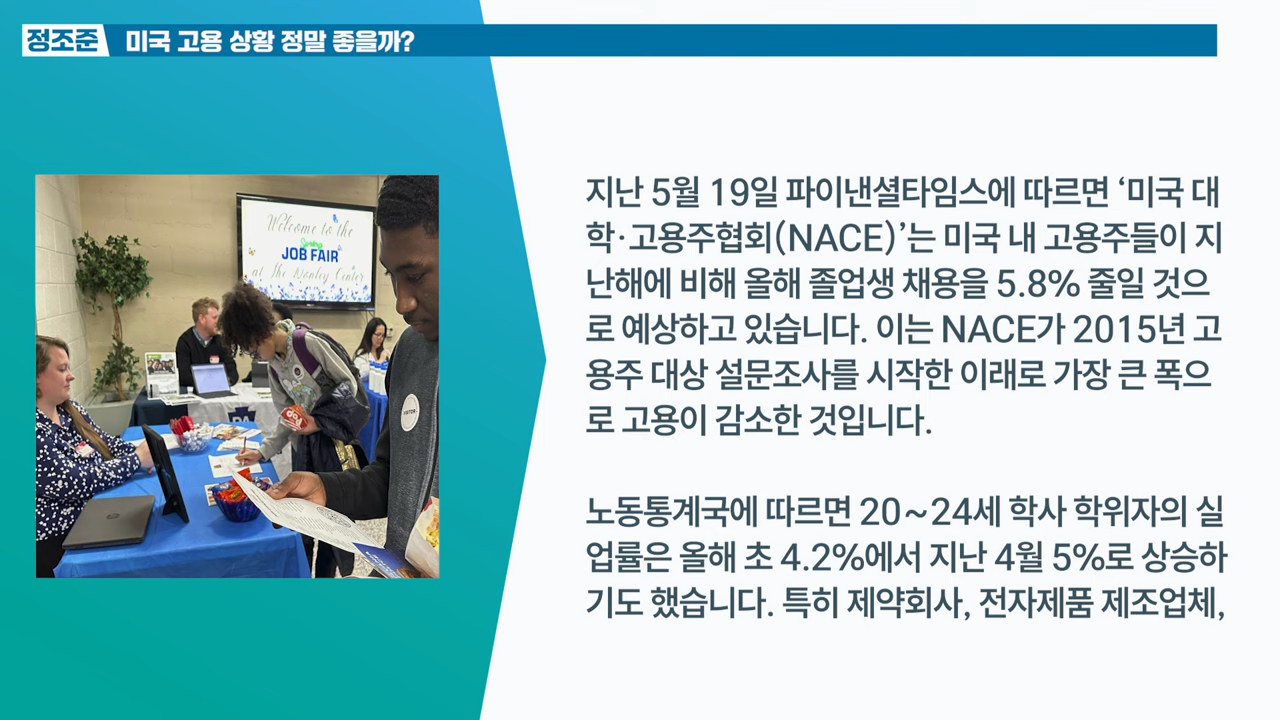 정조준 미국 고용 상황 정말 좋을까?
Welcome to the
Spring
JOB FAIR
at The Wanley Center
VISITOR
지난 5월 19일 파이낸셜타임스에 따르면 ‘미국 대
학·고용주협회(NACE)’는 미국 내 고용주들이 지
난해에 비해 올해 졸업생 채용을 5.8% 줄일 것으
로 예상하고 있습니다. 이는 NACE가 2015년 고
용주 대상 설문조사를 시작한 이래로 가장 큰 폭으
로 고용이 감소한 것입니다.
노동통계국에 따르면 20~24세 학사 학위자의 실
업률은 올해 초 4.2%에서 지난 4월 5%로 상승하
기도 했습니다. 특히 제약회사, 전자제품 제조업체,